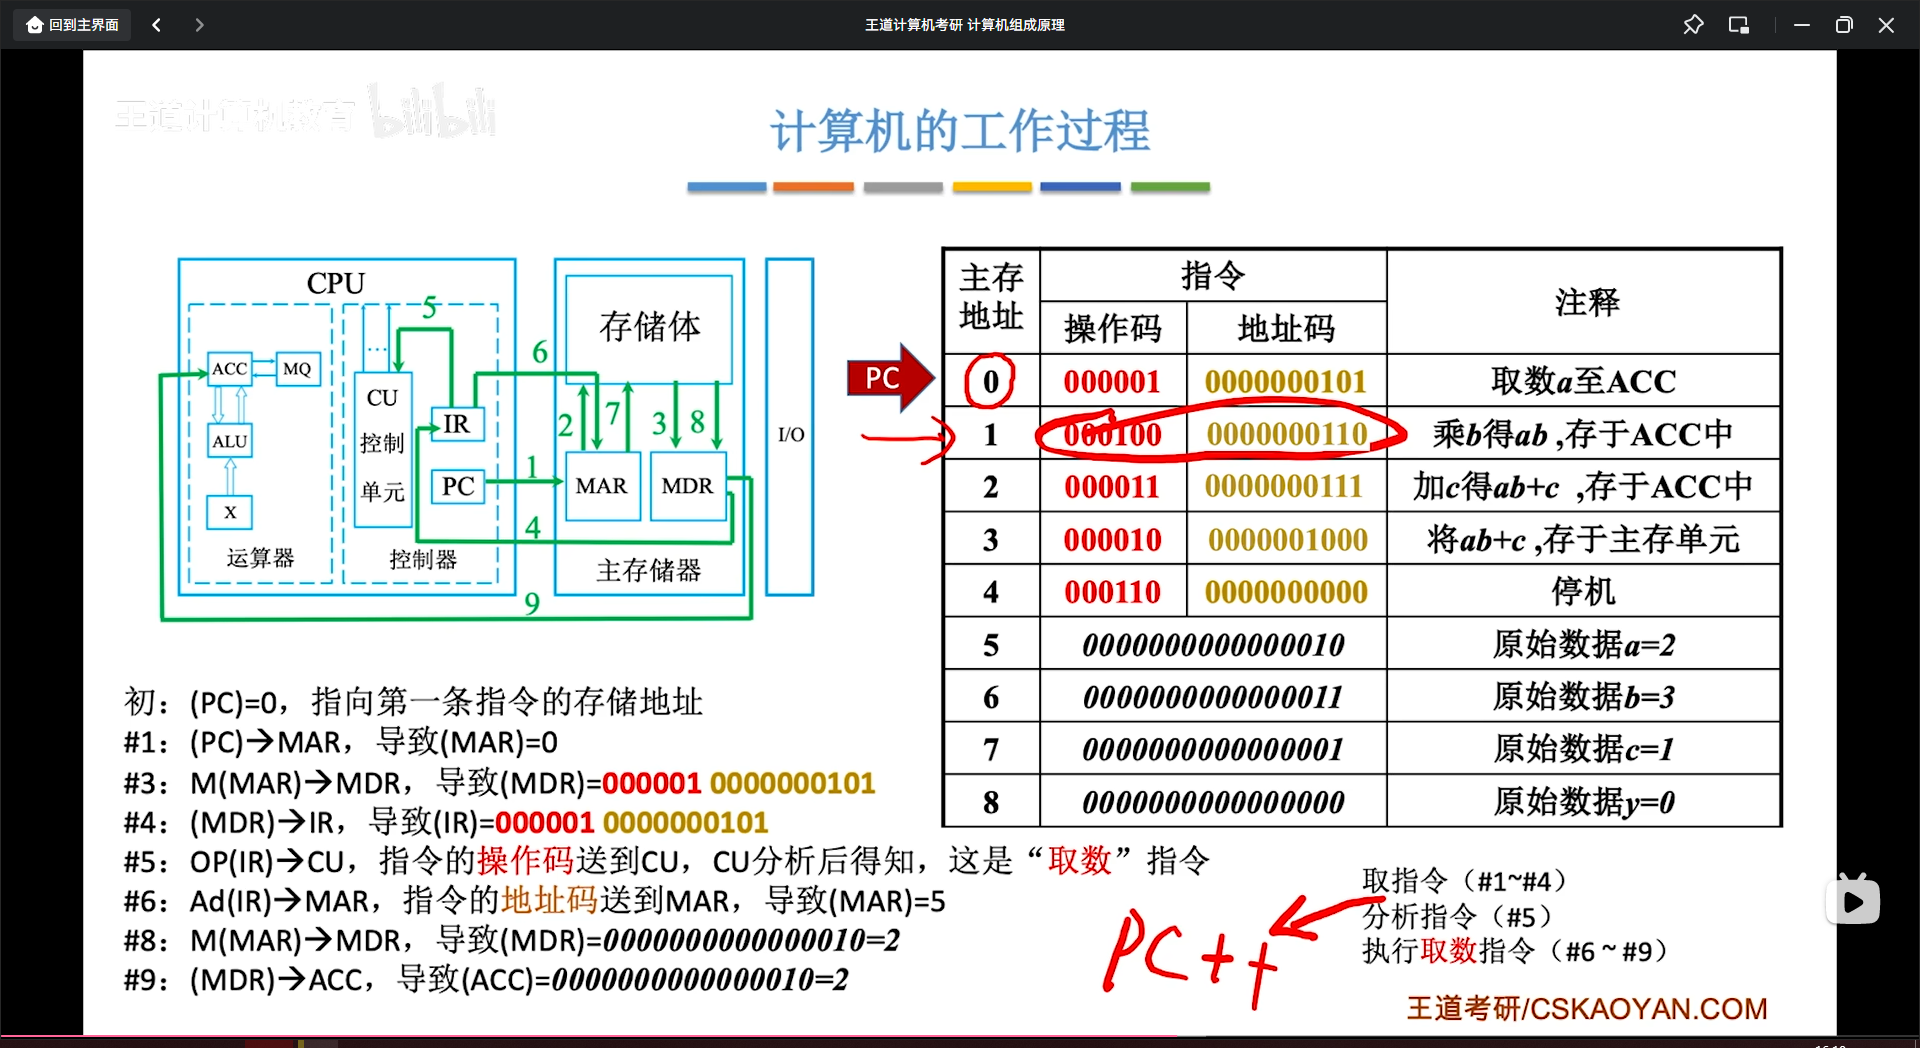 回到主界面
王道计算机考研 计算机组成原理
王道计算机教育 bilibili
计算机的工作过程
CPU
5
ACC
MQ
ALU
X
运算器
...
CU
控制
单元
IR
PC
控制器
6
1
4
9
存储体
2
7
3
8
MAR
MDR
主存储器
I/O
PC
主存地址 指令 注释
操作码 地址码
0 000001 0000000101 取数a至ACC
1 000100 0000000110 乘b得ab ,存于ACC中
2 000011 0000000111 加c得ab+c ,存于ACC中
3 000010 0000001000 将ab+c ,存于主存单元
4 000110 0000000000 停机
5 0000000000000010 原始数据a=2
6 0000000000000011 原始数据b=3
7 0000000000000001 原始数据c=1
8 0000000000000000 原始数据y=0
初：(PC)=0，指向第一条指令的存储地址
#1：(PC)→MAR，导致(MAR)=0
#3：M(MAR)→MDR，导致(MDR)=000001 0000000101
#4：(MDR)→IR，导致(IR)=000001 0000000101
#5：OP(IR)→CU，指令的操作码送到CU，CU分析后得知，这是“取数”指令
#6：Ad(IR)→MAR，指令的地址码送到MAR，导致(MAR)=5
#8：M(MAR)→MDR，导致(MDR)=0000000000000010=2
#9：(MDR)→ACC，导致(ACC)=0000000000000010=2
PC++
取指令（#1~#4）
分析指令（#5）
执行取数指令（#6~#9）
王道考研/CSKAOYAN.COM